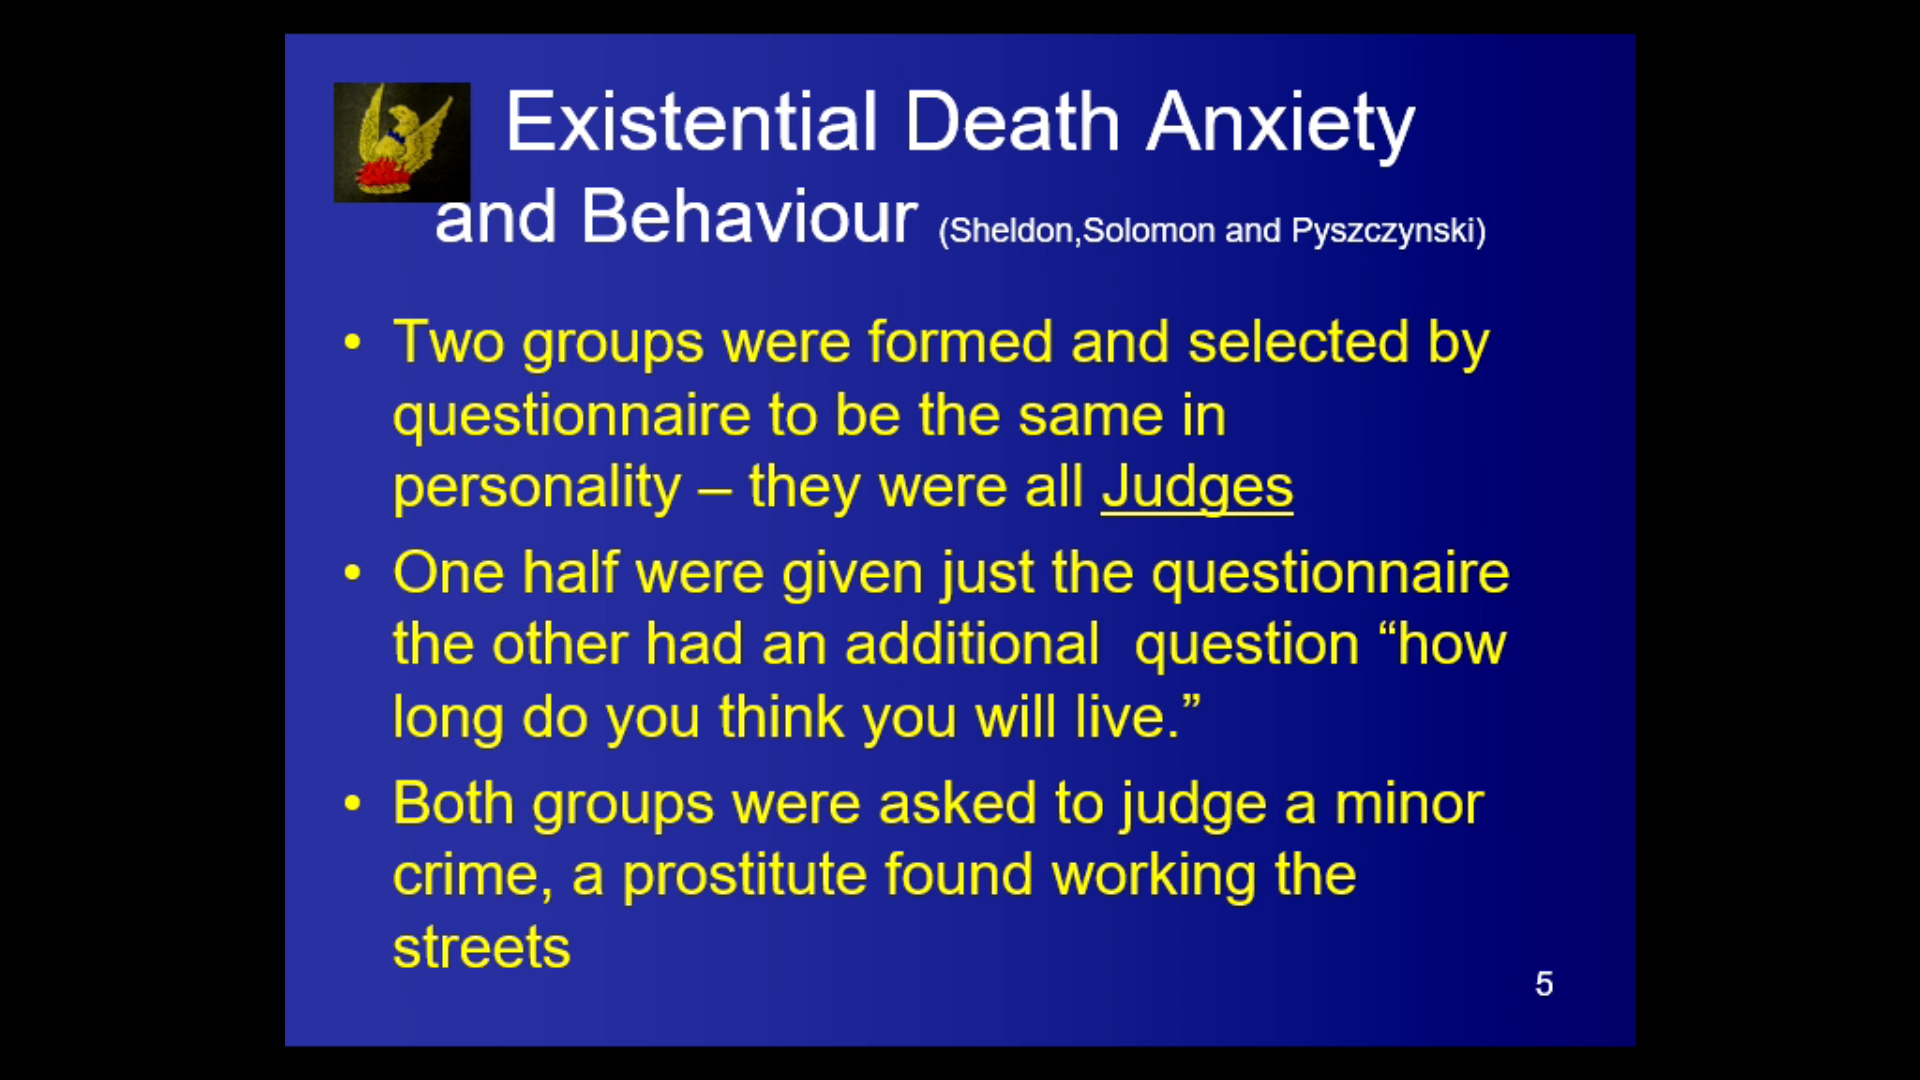 Existential Death Anxiety
and Behaviour (Sheldon,Solomon and Pyszczynski)
• Two groups were formed and selected by
questionnaire to be the same in
personality – they were all Judges
• One half were given just the questionnaire
the other had an additional  question “how
long do you think you will live.”
• Both groups were asked to judge a minor
crime, a prostitute found working the
streets
5